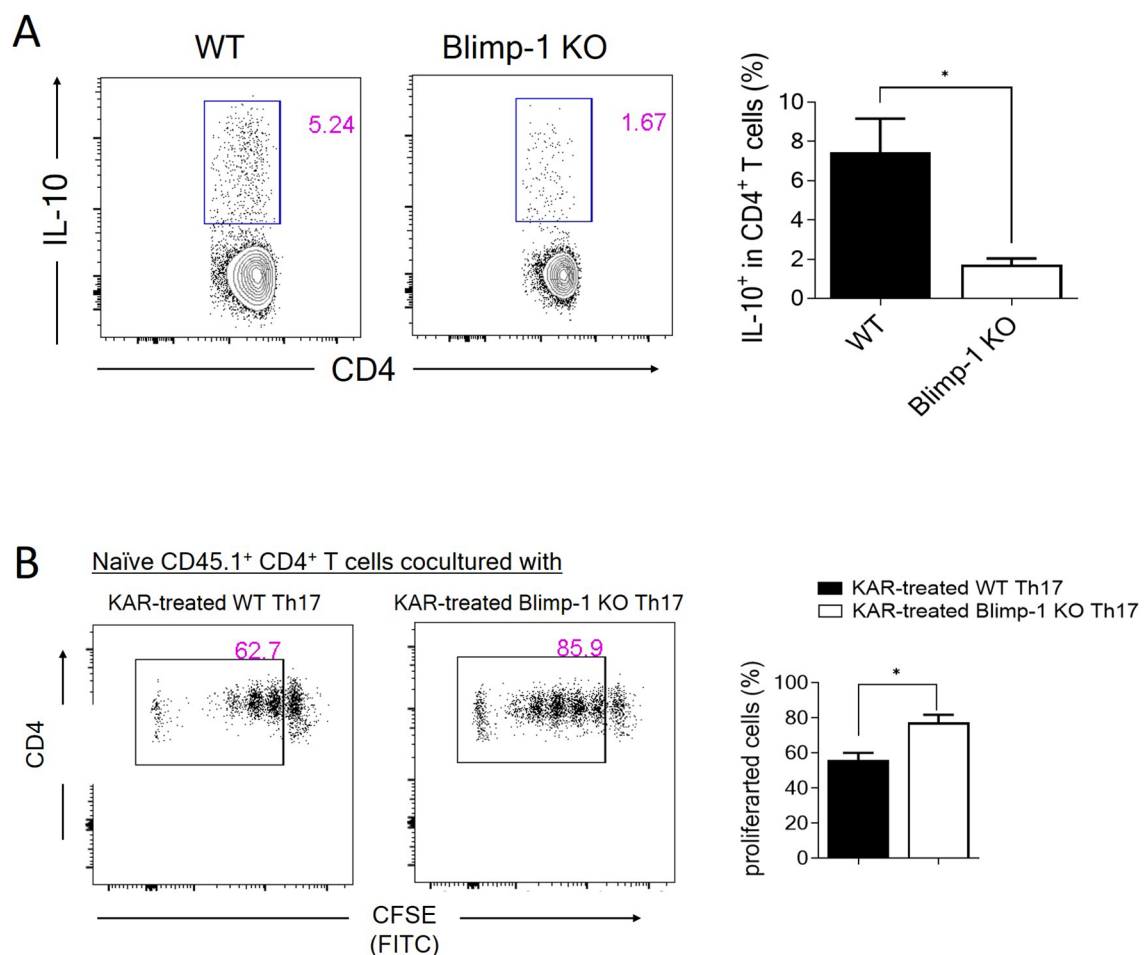 A
WT
Blimp-1 KO
5.24
1.67
IL-10
CD4
IL-10⁺ in CD4⁺ T cells (%)
10
8
6
4
2
0
*
WT
Blimp-1 KO
B
Naïve CD45.1⁺ CD4⁺ T cells cocultured with
KAR-treated WT Th17
KAR-treated Blimp-1 KO Th17
62.7
85.9
CD4
CFSE
(FITC)
KAR-treated WT Th17
KAR-treated Blimp-1 KO Th17
proliferarted cells (%)
100
80
60
40
20
0
*